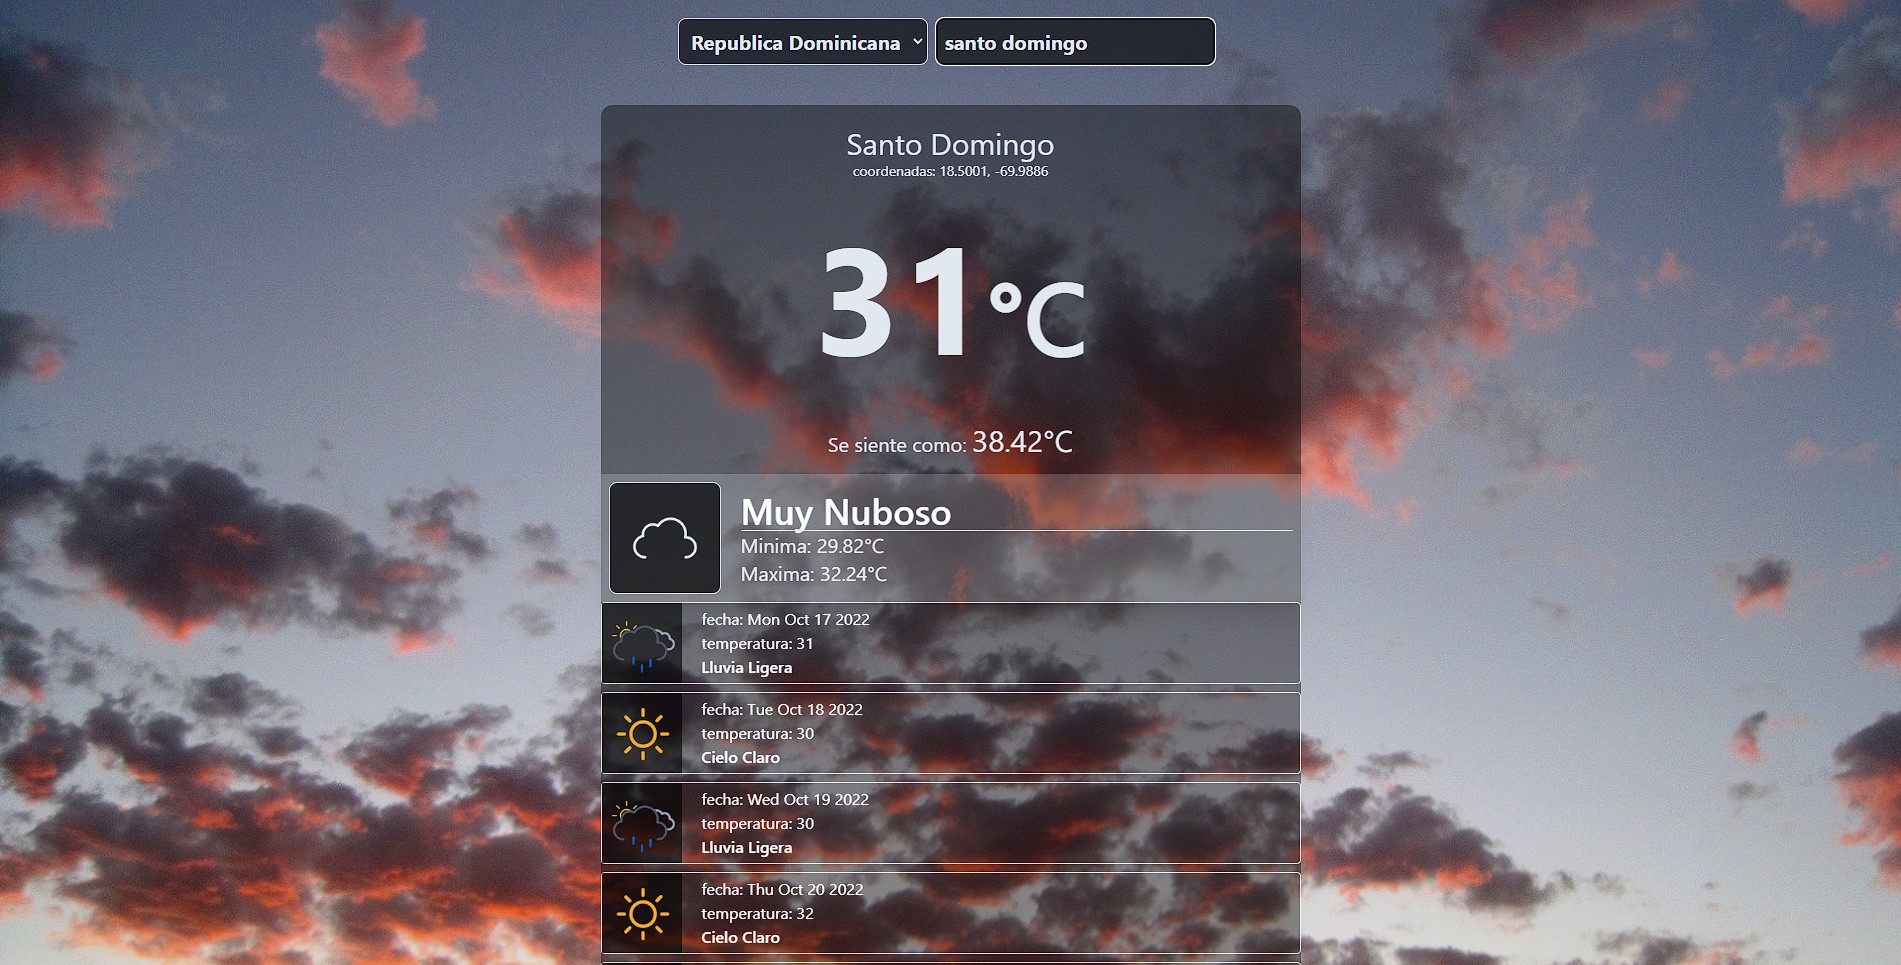 Republica Dominicana
santo domingo
Santo Domingo
coordenadas: 18.5001, -69.9886
31°C
Se siente como: 38.42°C
Muy Nuboso
Minima: 29.82°C
Maxima: 32.24°C
fecha: Mon Oct 17 2022
temperatura: 31
Lluvia Ligera
fecha: Tue Oct 18 2022
temperatura: 30
Cielo Claro
fecha: Wed Oct 19 2022
temperatura: 30
Lluvia Ligera
fecha: Thu Oct 20 2022
temperatura: 32
Cielo Claro